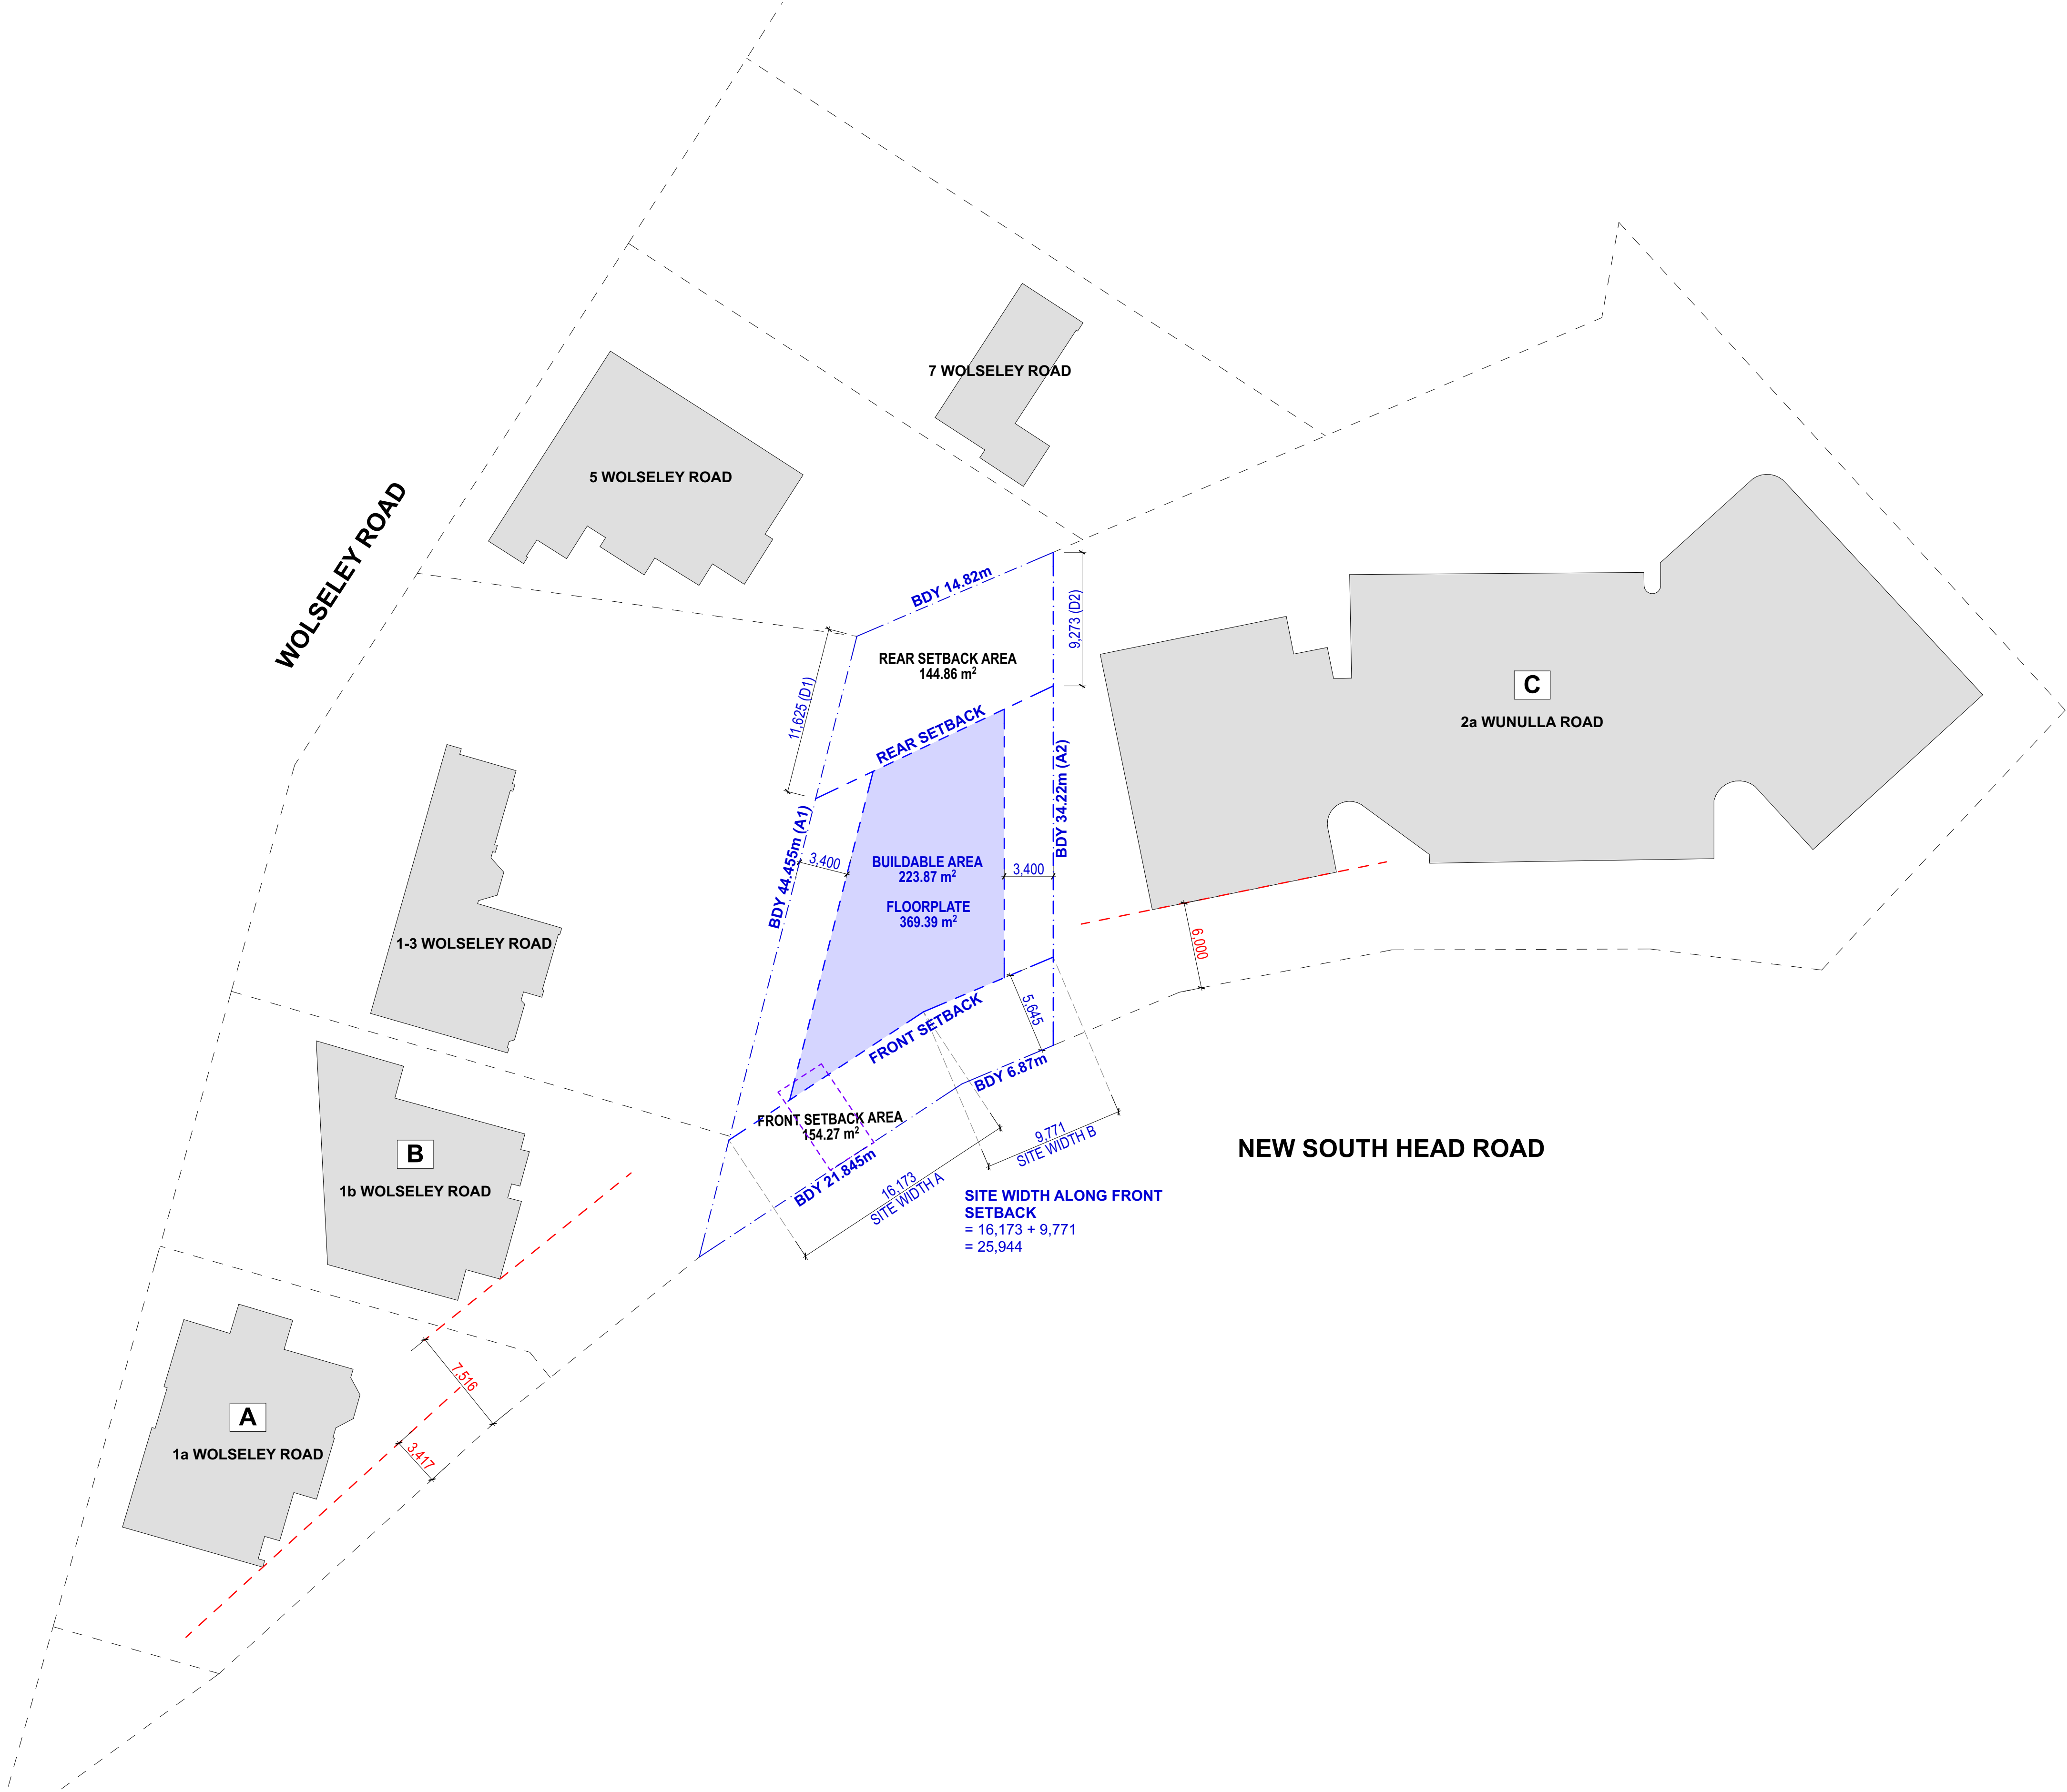 7 WOLSELEY ROAD
5 WOLSELEY ROAD
WOLSELEY ROAD
BDY 14.82m
9,273 (D2)
REAR SETBACK AREA
144.86 m²
11,625 (D1)
REAR SETBACK
C
2a WUNULLA ROAD
BDY 34.22m (A2)
BDY 44.455m (A1)
3,400
BUILDABLE AREA
223.87 m²
3,400
FLOORPLATE
369.39 m²
1-3 WOLSELEY ROAD
6,000
5,645
FRONT SETBACK
BDY 6.87m
FRONT SETBACK AREA
154.27 m²
9,771
SITE WIDTH B
NEW SOUTH HEAD ROAD
B
1b WOLSELEY ROAD
BDY 21.845m
16,173
SITE WIDTH A
SITE WIDTH ALONG FRONT
SETBACK
= 16,173 + 9,771
= 25,944
7,516
A
1a WOLSELEY ROAD
3,417